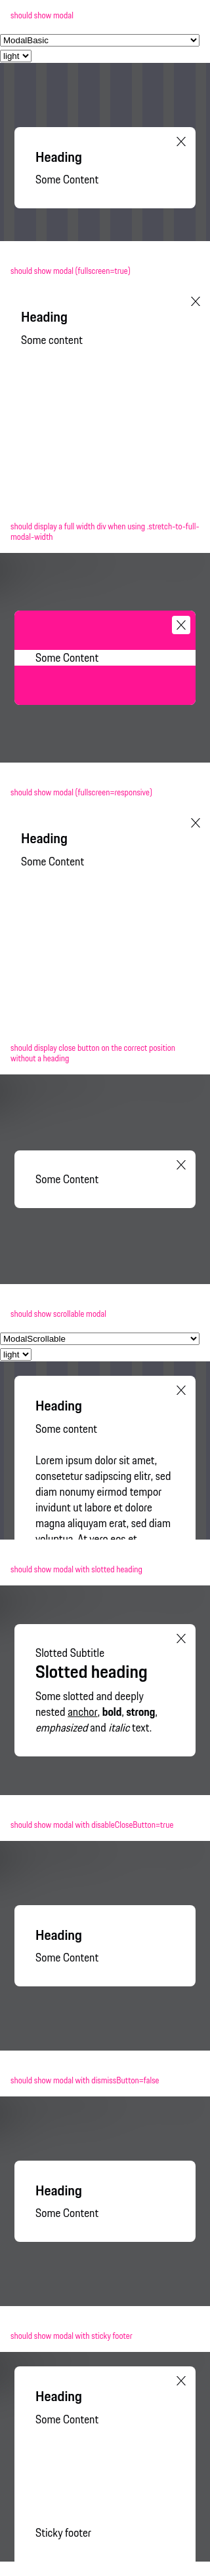 should show modal
ModalBasic
light
Heading
Some Content
should show modal (fullscreen=true)
Heading
Some content
should display a full width div when using .stretch-to-full-
modal-width
Some Content
should show modal (fullscreen=responsive)
Heading
Some Content
should display close button on the correct position
without a heading
Some Content
should show scrollable modal
ModalScrollable
light
Heading
Some content
Lorem ipsum dolor sit amet,
consetetur sadipscing elitr, sed
diam nonumy eirmod tempor
invidunt ut labore et dolore
magna aliquyam erat, sed diam
voluptua. At vero eos et
should show modal with slotted heading
Slotted Subtitle
Slotted heading
Some slotted and deeply
nested anchor, bold, strong,
emphasized and italic text.
should show modal with disableCloseButton=true
Heading
Some Content
should show modal with dismissButton=false
Heading
Some Content
should show modal with sticky footer
Heading
Some Content
Sticky footer